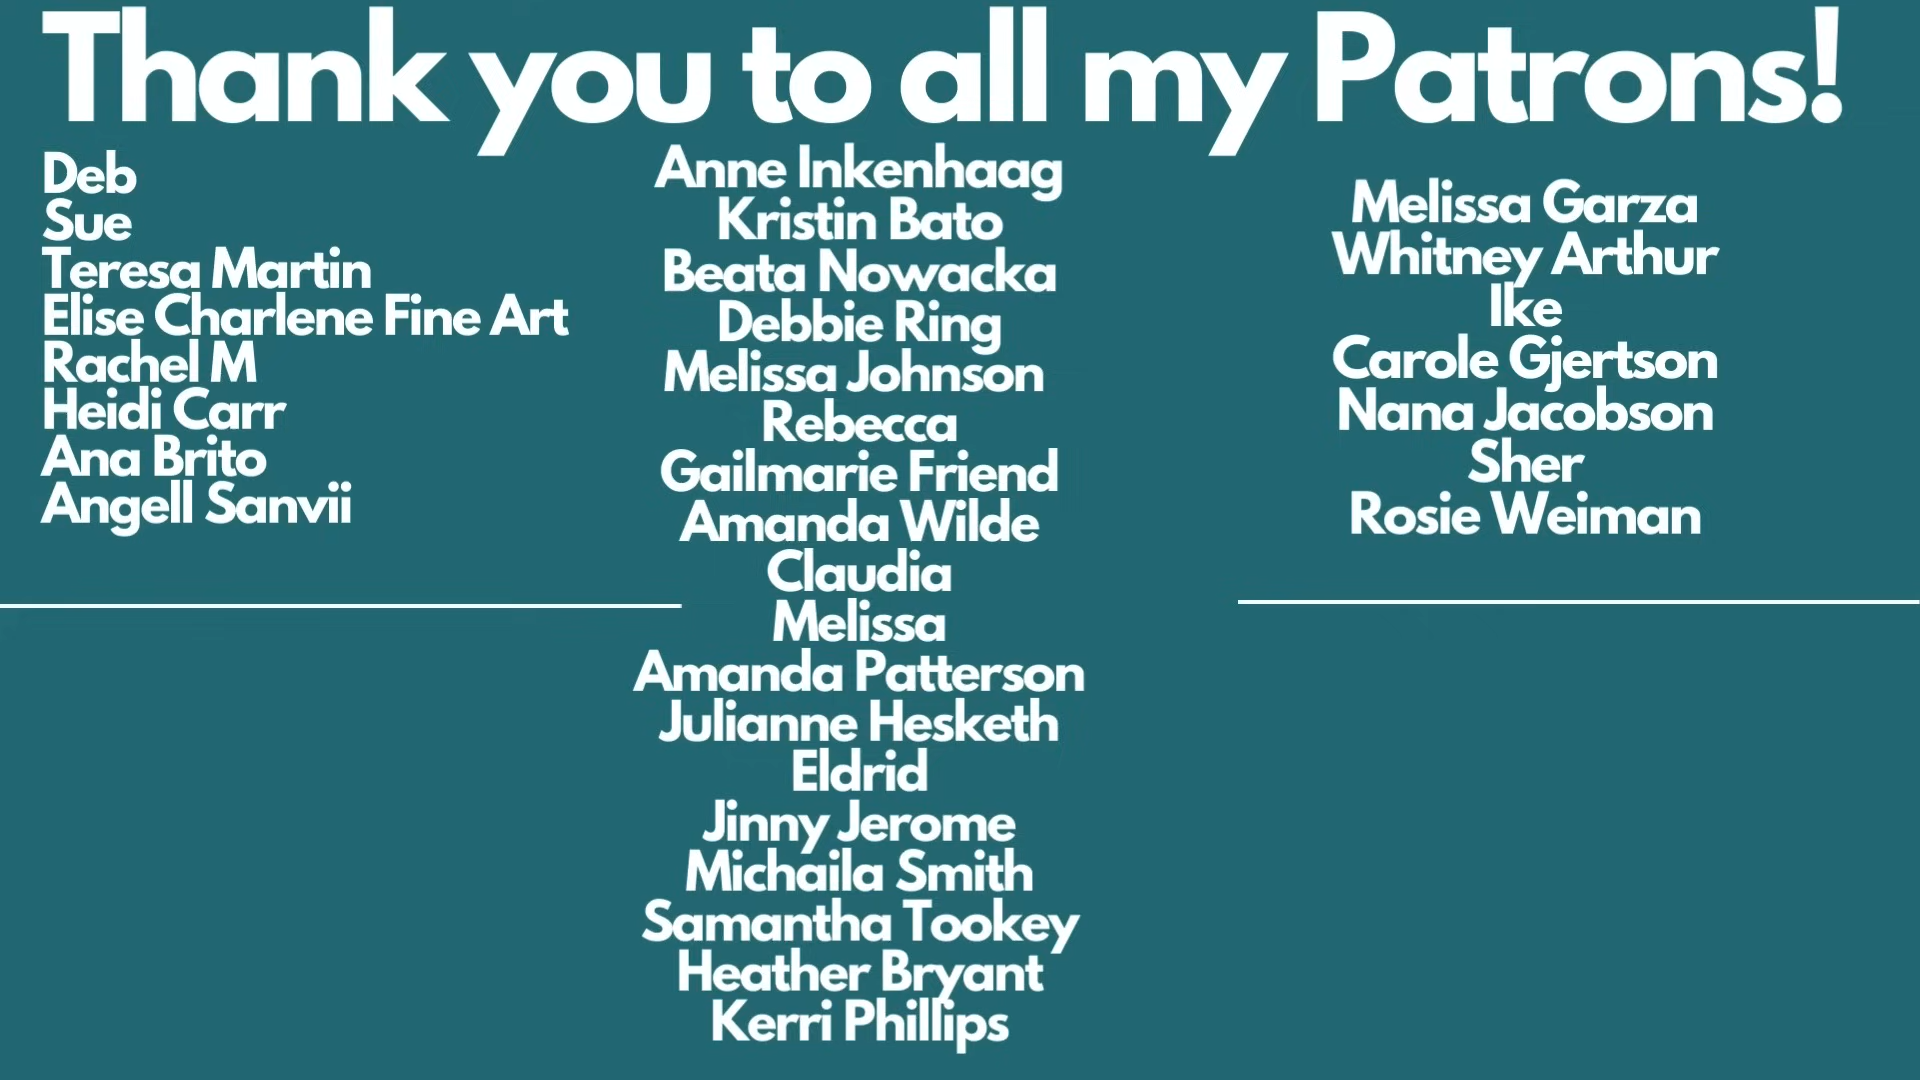 Thank you to all my Patrons!
Deb
Sue
Teresa Martin
Elise Charlene Fine Art
Rachel M
Heidi Carr
Ana Brito
Angell Sanvii
Anne Inkenhaag
Kristin Bato
Beata Nowacka
Debbie Ring
Melissa Johnson
Rebecca
Gailmarie Friend
Amanda Wilde
Claudia
Melissa
Amanda Patterson
Julianne Hesketh
Eldrid
Jinny Jerome
Michaila Smith
Samantha Tookey
Heather Bryant
Kerri Phillips
Melissa Garza
Whitney Arthur
Ike
Carole Gjertson
Nana Jacobson
Sher
Rosie Weiman